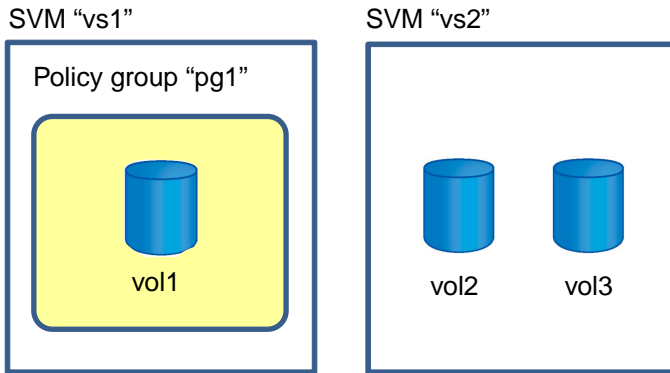 SVM “vs1”
SVM “vs2”
Policy group “pg1”
vol1
vol2
vol3